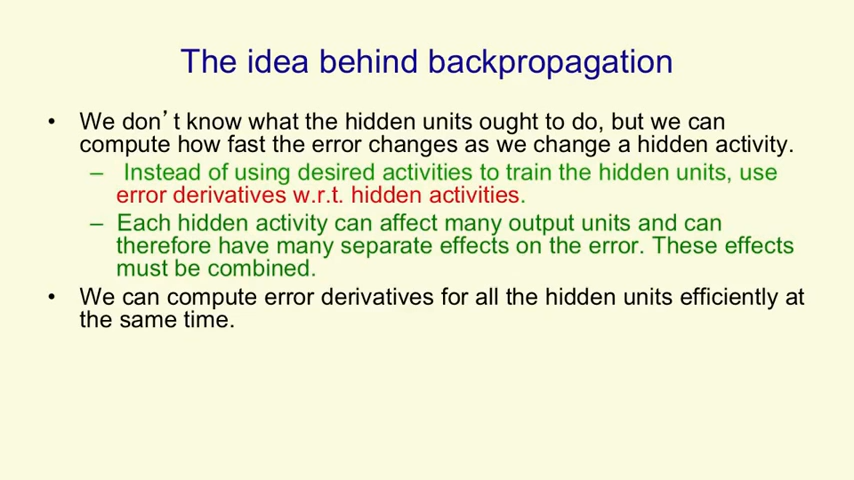 The idea behind backpropagation
• We don’t know what the hidden units ought to do, but we can
compute how fast the error changes as we change a hidden activity.
– Instead of using desired activities to train the hidden units, use
error derivatives w.r.t. hidden activities.
– Each hidden activity can affect many output units and can
therefore have many separate effects on the error. These effects
must be combined.
• We can compute error derivatives for all the hidden units efficiently at
the same time.